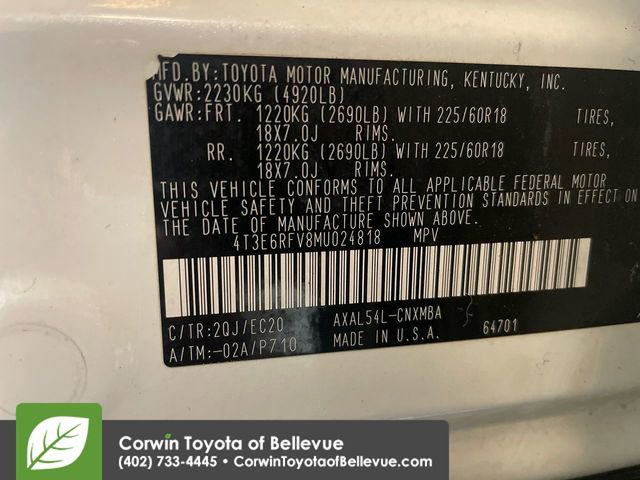 MFD.BY:TOYOTA MOTOR MANUFACTURING, KENTUCKY, INC.
GVWR:2230KG (4920LB)
GAWR:FRT. 1220KG (2690LB) WITH 225/60R18 TIRES,
18X7.0J RIMS.
RR. 1220KG (2690LB) WITH 225/60R18 TIRES,
18X7.0J RIMS.
THIS VEHICLE CONFORMS TO ALL APPLICABLE FEDERAL MOTOR
VEHICLE SAFETY AND THEFT PREVENTION STANDARDS IN EFFECT
THE DATE OF MANUFACTURE SHOWN ABOVE.
4T3E6RFV8MU024818 MPV
C/TR:2QJ/EC20 AXAL54L-CNXMBA
A/TM:-02A/P710 MADE IN U.S.A. 64701
Corwin Toyota of Bellevue
(402) 733-4445 • CorwinToyotaofBellevue.com